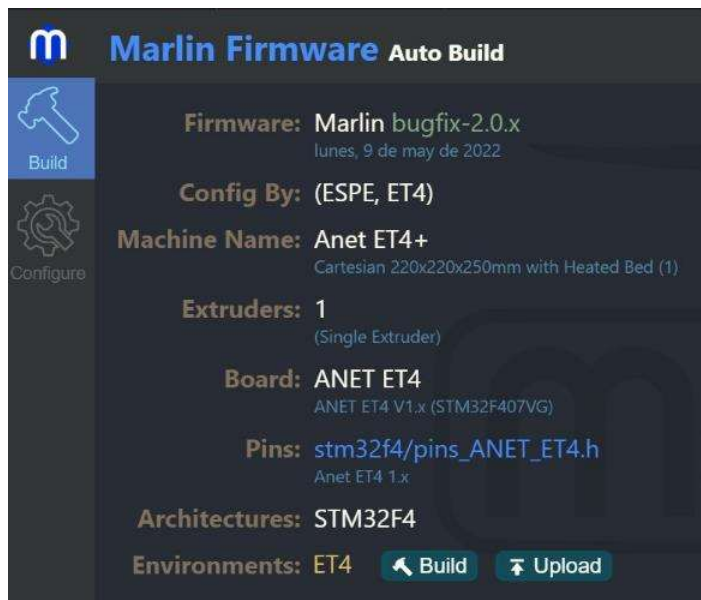 Marlin Firmware Auto Build
Build
Configure
Firmware: Marlin bugfix-2.0.x
lunes, 9 de may de 2022
Config By: (ESPE, ET4)
Machine Name: Anet ET4+
Cartesian 220x220x250mm with Heated Bed (1)
Extruders: 1
(Single Extruder)
Board: ANET ET4
ANET ET4 V1.x (STM32F407VG)
Pins: stm32f4/pins_ANET_ET4.h
Anet ET4 1.x
Architectures: STM32F4
Environments: ET4 Build Upload